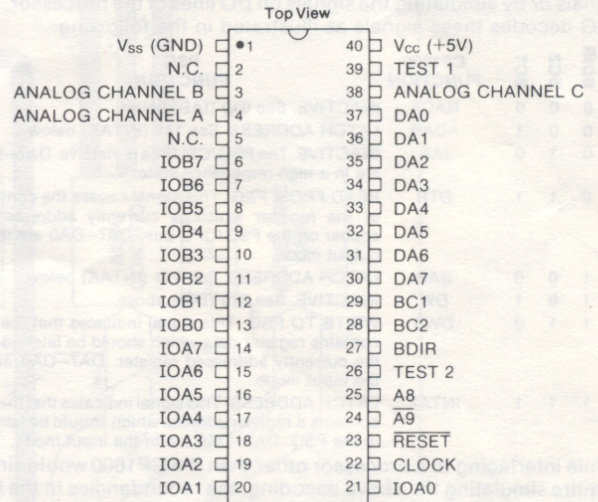 Top View
Vss (GND) 1 40 Vcc (+5V)
N.C. 2 39 TEST 1
ANALOG CHANNEL B 3 38 ANALOG CHANNEL C
ANALOG CHANNEL A 4 37 DA0
N.C. 5 36 DA1
IOB7 6 35 DA2
IOB6 7 34 DA3
IOB5 8 33 DA4
IOB4 9 32 DA5
IOB3 10 31 DA6
IOB2 11 30 DA7
IOB1 12 29 BC1
IOB0 13 28 BC2
IOA7 14 27 BDIR
IOA6 15 26 TEST 2
IOA5 16 25 A8
IOA4 17 24 A9
IOA3 18 23 RESET
IOA2 19 22 CLOCK
IOA1 20 21 IOA0